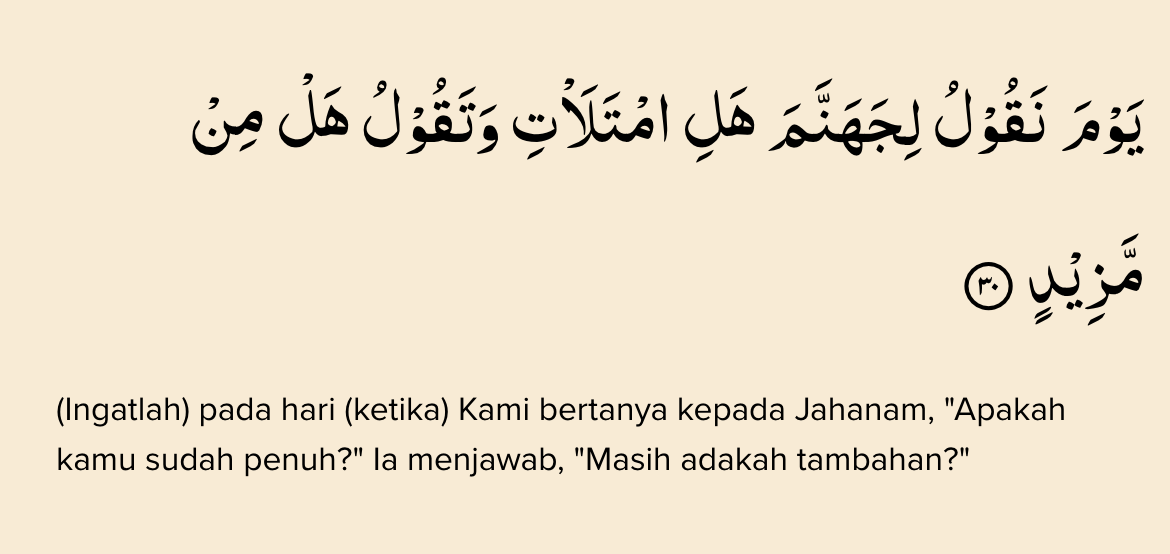 يَوْمَ نَقُوْلُ لِجَهَنَّمَ هَلِ امْتَلَاْتِ وَتَقُوْلُ هَلْ مِنْ
مَّزِيْدٍ ۝٣٠
(Ingatlah) pada hari (ketika) Kami bertanya kepada Jahanam, "Apakah
kamu sudah penuh?" Ia menjawab, "Masih adakah tambahan?"